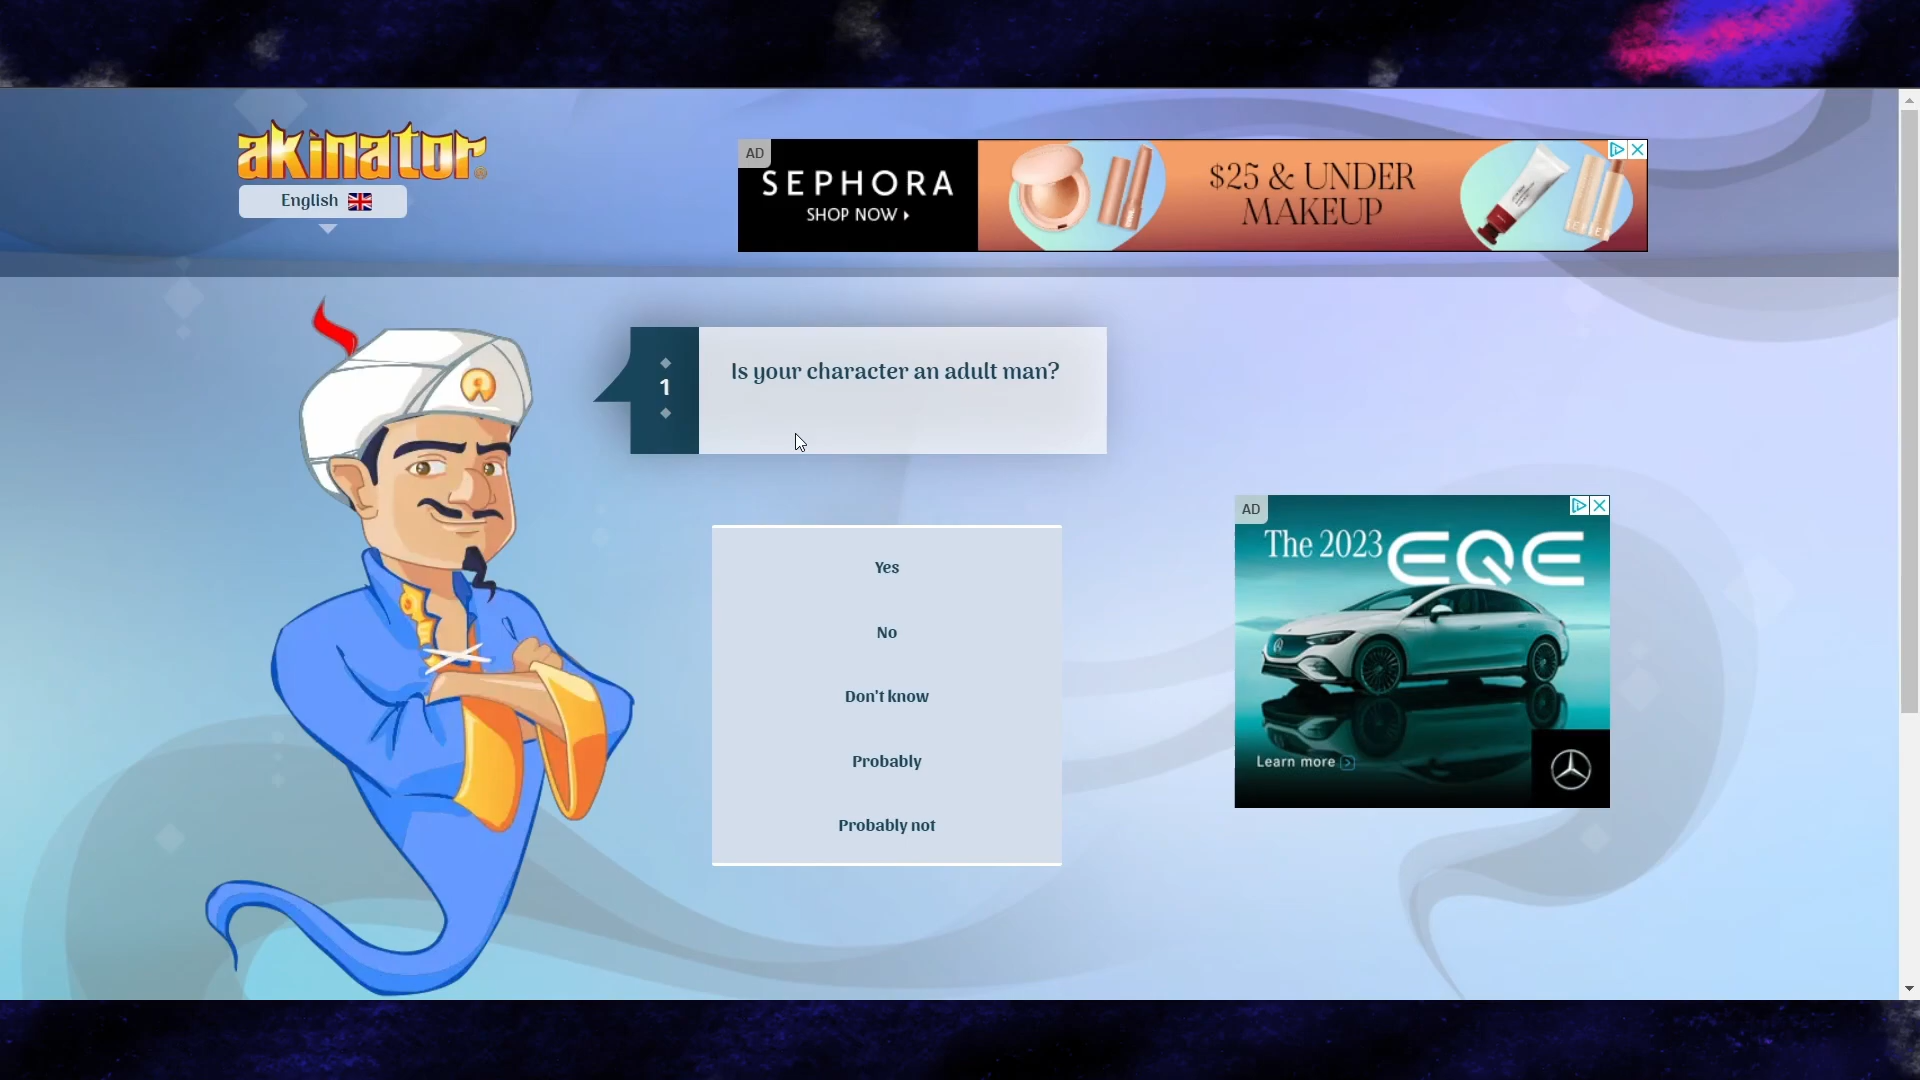 akinator®
English
AD
SEPHORA
SHOP NOW
$25 & UNDER
MAKEUP
1
Is your character an adult man?
Yes
No
Don't know
Probably
Probably not
AD
The 2023 EQE
Learn more